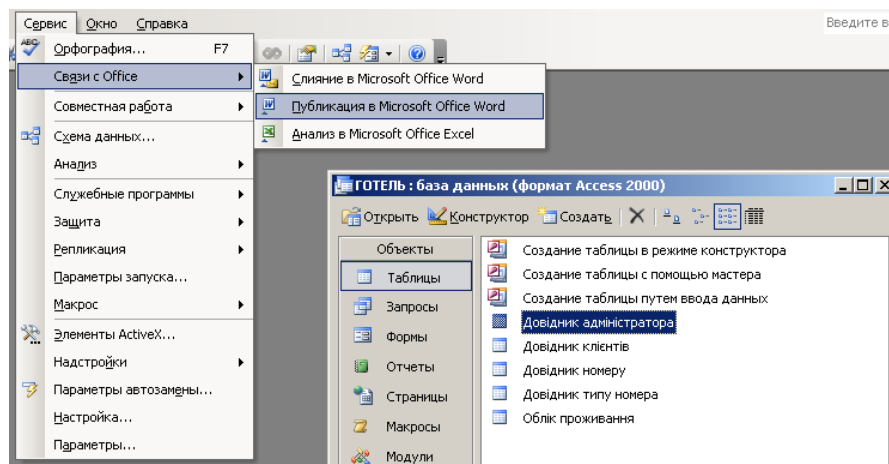 Сервис Окно Справка
Введите в
Орфография... F7
Связи с Office
Совместная работа
Схема данных...
Анализ
Служебные программы
Защита
Репликация
Параметры запуска...
Макрос
Элементы ActiveX...
Надстройки
Параметры автозамены...
Настройка...
Параметры...
Слияние в Microsoft Office Word
Публикация в Microsoft Office Word
Анализ в Microsoft Office Excel
ГОТЕЛЬ : база данных (формат Access 2000)
Открыть Конструктор Создать
Объекты
Таблицы
Запросы
Формы
Отчеты
Страницы
Макросы
Модули
Создание таблицы в режиме конструктора
Создание таблицы с помощью мастера
Создание таблицы путем ввода данных
Довідник адміністратора
Довідник клієнтів
Довідник номеру
Довідник типу номера
Облік проживання